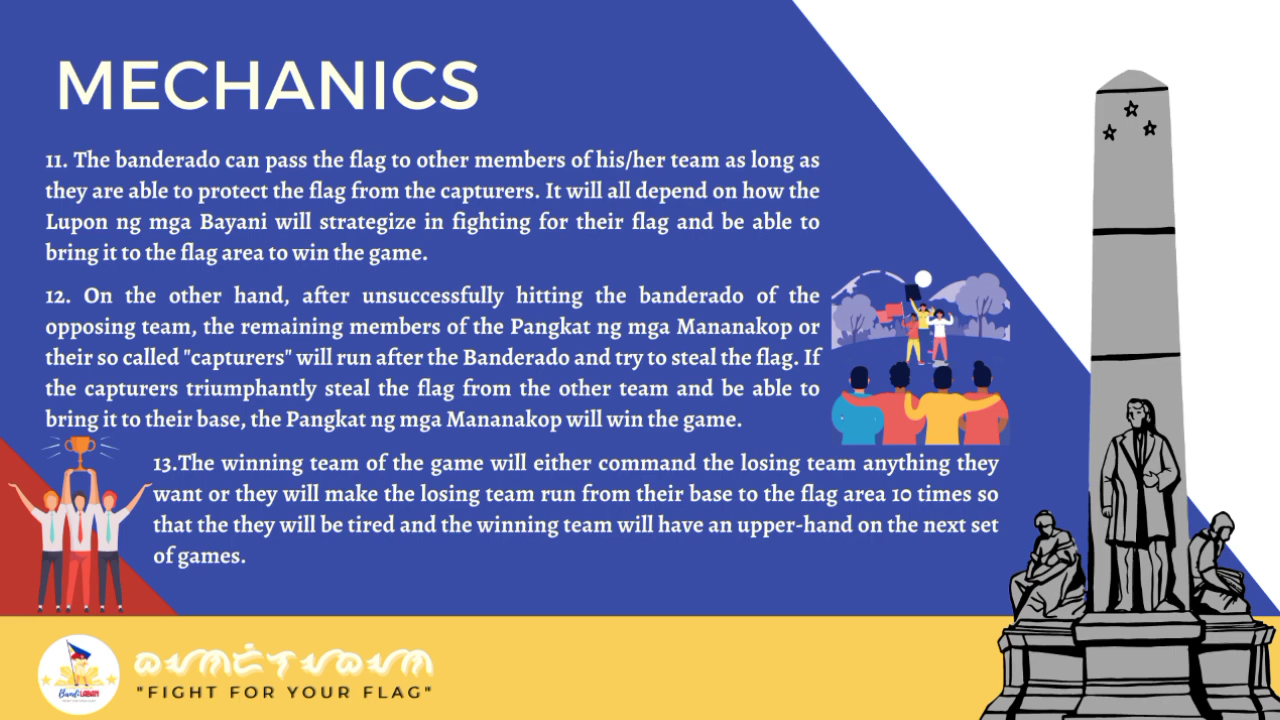 MECHANICS
11. The banderado can pass the flag to other members of his/her team as long as
they are able to protect the flag from the capturers. It will all depend on how the
Lupon ng mga Bayani will strategize in fighting for their flag and be able to
bring it to the flag area to win the game.
12. On the other hand, after unsuccessfully hitting the banderado of the
opposing team, the remaining members of the Pangkat ng mga Mananakop or
their so called "capturers" will run after the Banderado and try to steal the flag. If
the capturers triumphantly steal the flag from the other team and be able to
bring it to their base, the Pangkat ng mga Mananakop will win the game.
13.The winning team of the game will either command the losing team anything they
want or they will make the losing team run from their base to the flag area 10 times so
that the they will be tired and the winning team will have an upper-hand on the next set
of games.
"FIGHT FOR YOUR FLAG"